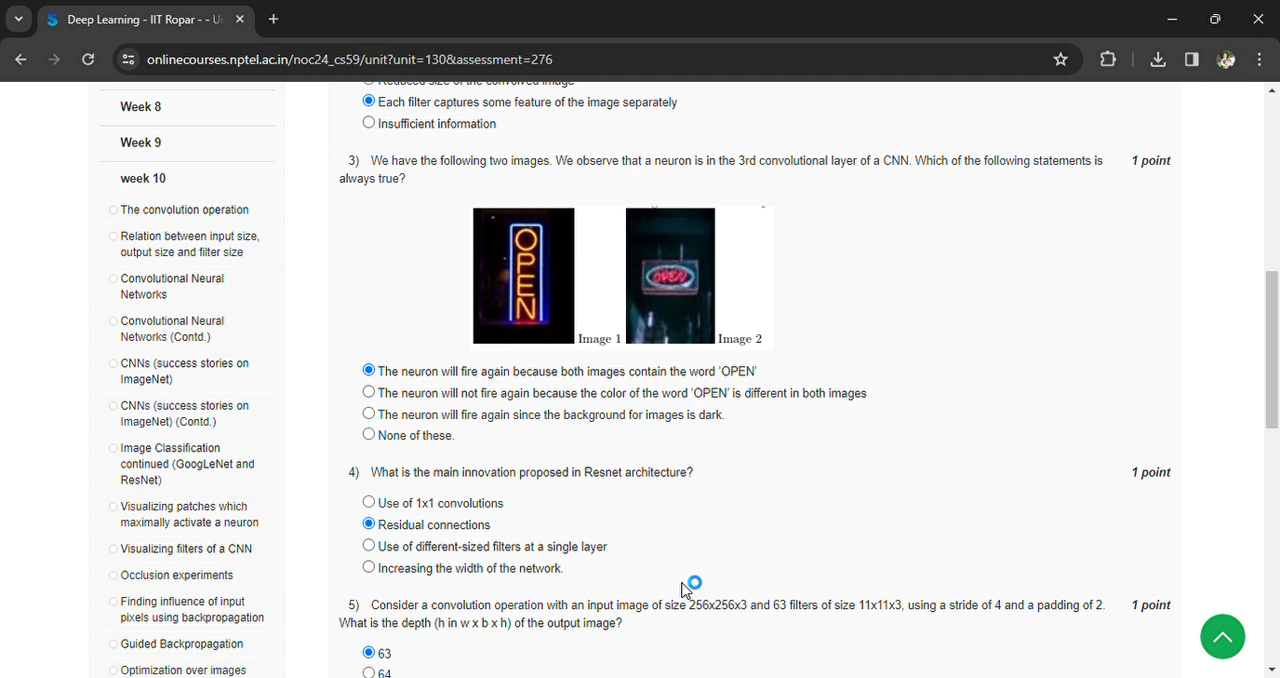 Deep Learning - IIT Ropar - - U
onlinecourses.nptel.ac.in/noc24_cs59/unit?unit=130&assessment=276
Week 8
Week 9
week 10
The convolution operation
Relation between input size,
output size and filter size
Convolutional Neural
Networks
Convolutional Neural
Networks (Contd.)
CNNs (success stories on
ImageNet)
CNNs (success stories on
ImageNet) (Contd.)
Image Classification
continued (GoogLeNet and
ResNet)
Visualizing patches which
maximally activate a neuron
Visualizing filters of a CNN
Occlusion experiments
Finding influence of input
pixels using backpropagation
Guided Backpropagation
Optimization over images
Reduced size of the convolved image
Each filter captures some feature of the image separately
Insufficient information
3) We have the following two images. We observe that a neuron is in the 3rd convolutional layer of a CNN. Which of the following statements is 1 point
always true?
OPEN
OPEN
Image 1 Image 2
The neuron will fire again because both images contain the word 'OPEN'
The neuron will not fire again because the color of the word 'OPEN' is different in both images
The neuron will fire again since the background for images is dark.
None of these.
4) What is the main innovation proposed in Resnet architecture? 1 point
Use of 1x1 convolutions
Residual connections
Use of different-sized filters at a single layer
Increasing the width of the network.
5) Consider a convolution operation with an input image of size 256x256x3 and 63 filters of size 11x11x3, using a stride of 4 and a padding of 2. 1 point
What is the depth (h in w x b x h) of the output image?
63
64